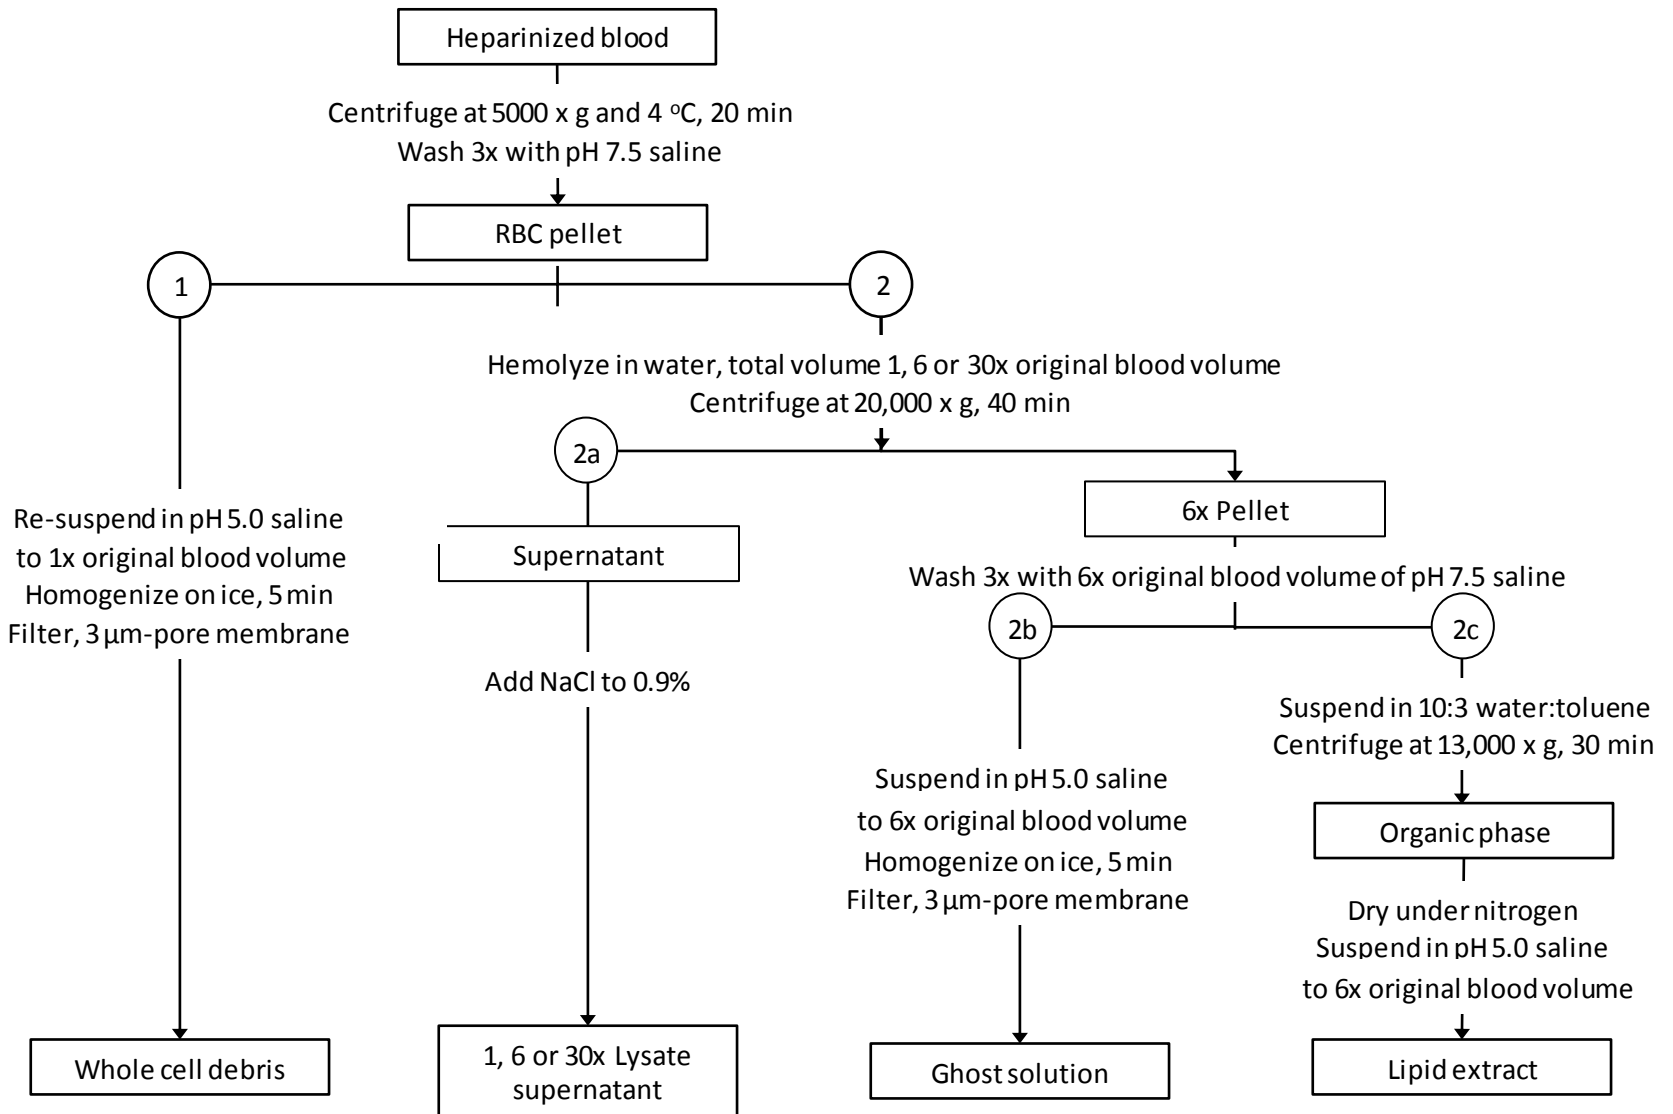 Heparinized blood
Centrifuge at 5000 x g and 4 °C, 20 min
Wash 3x with pH 7.5 saline
RBC pellet
1
2
Hemolyze in water, total volume 1, 6 or 30x original blood volume
Centrifuge at 20,000 x g, 40 min
2a
6x Pellet
Re-suspend in pH 5.0 saline
to 1x original blood volume
Homogenize on ice, 5 min
Filter, 3 µm-pore membrane
Supernatant
Wash 3x with 6x original blood volume of pH 7.5 saline
2b
2c
Add NaCl to 0.9%
Suspend in 10:3 water:toluene
Centrifuge at 13,000 x g, 30 min
Suspend in pH 5.0 saline
to 6x original blood volume
Homogenize on ice, 5 min
Filter, 3 µm-pore membrane
Organic phase
Dry under nitrogen
Suspend in pH 5.0 saline
to 6x original blood volume
Whole cell debris
1, 6 or 30x Lysate
supernatant
Ghost solution
Lipid extract